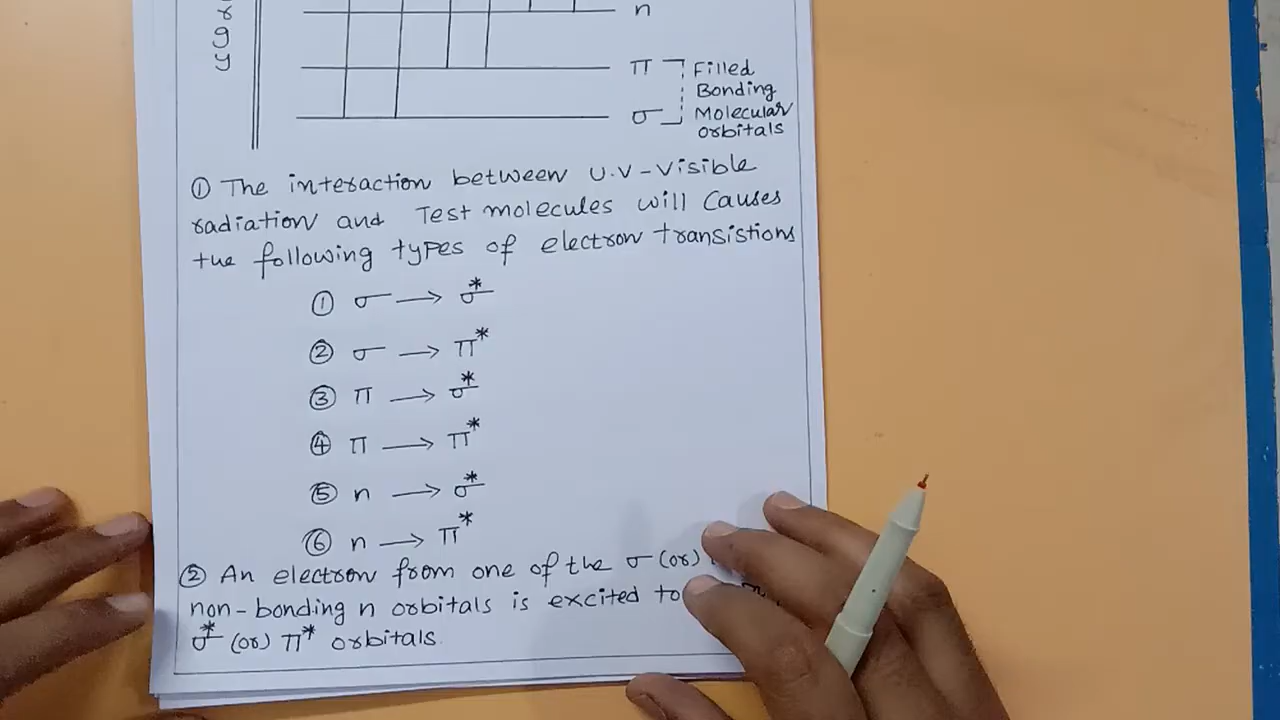 r
g
y
n
π Filled
Bonding
σ Molecular
orbitals
① The interaction between U.V-Visible
radiation and Test molecules will causes
the following types of electron transistions
① σ → σ*
② σ → π*
③ π → σ*
④ π → π*
⑤ n → σ*
⑥ n → π*
② An electron from one of the σ (or)
non-bonding n orbitals is excited to
σ* (or) π* orbitals.